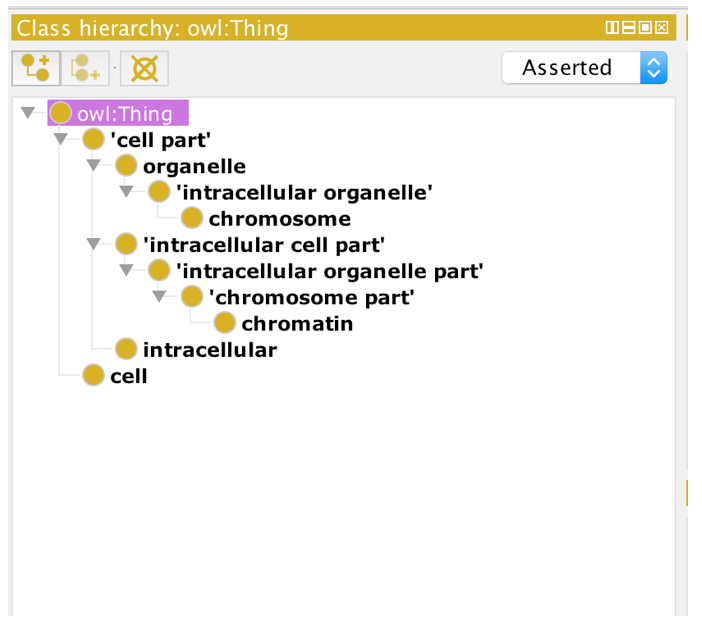 Class hierarchy: owl:Thing
Asserted
owl:Thing
'cell part'
organelle
'intracellular organelle'
chromosome
'intracellular cell part'
'intracellular organelle part'
'chromosome part'
chromatin
intracellular
cell